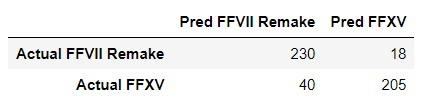 Pred FFVII Remake Pred FFXV
Actual FFVII Remake 230 18
Actual FFXV 40 205